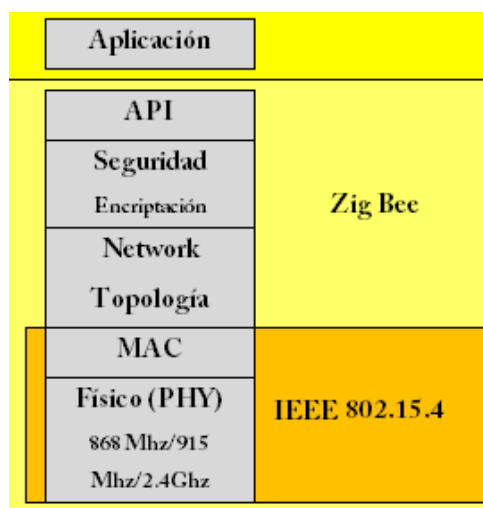 Aplicación
API
Seguridad
Encriptación
Zig Bee
Network
Topología
MAC
Físico (PHY)
IEEE 802.15.4
868 Mhz/915
Mhz/2.4Ghz